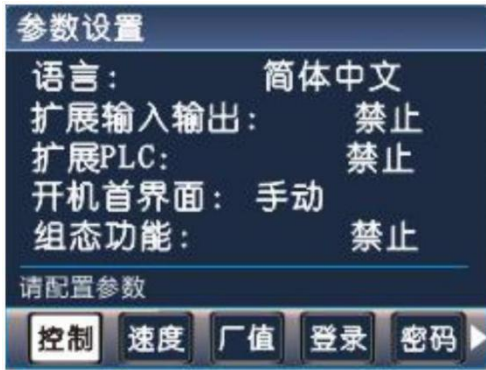 参数设置
语言： 简体中文
扩展输入输出： 禁止
扩展PLC: 禁止
开机首界面： 手动
组态功能： 禁止
请配置参数
控制 速度 厂值 登录 密码